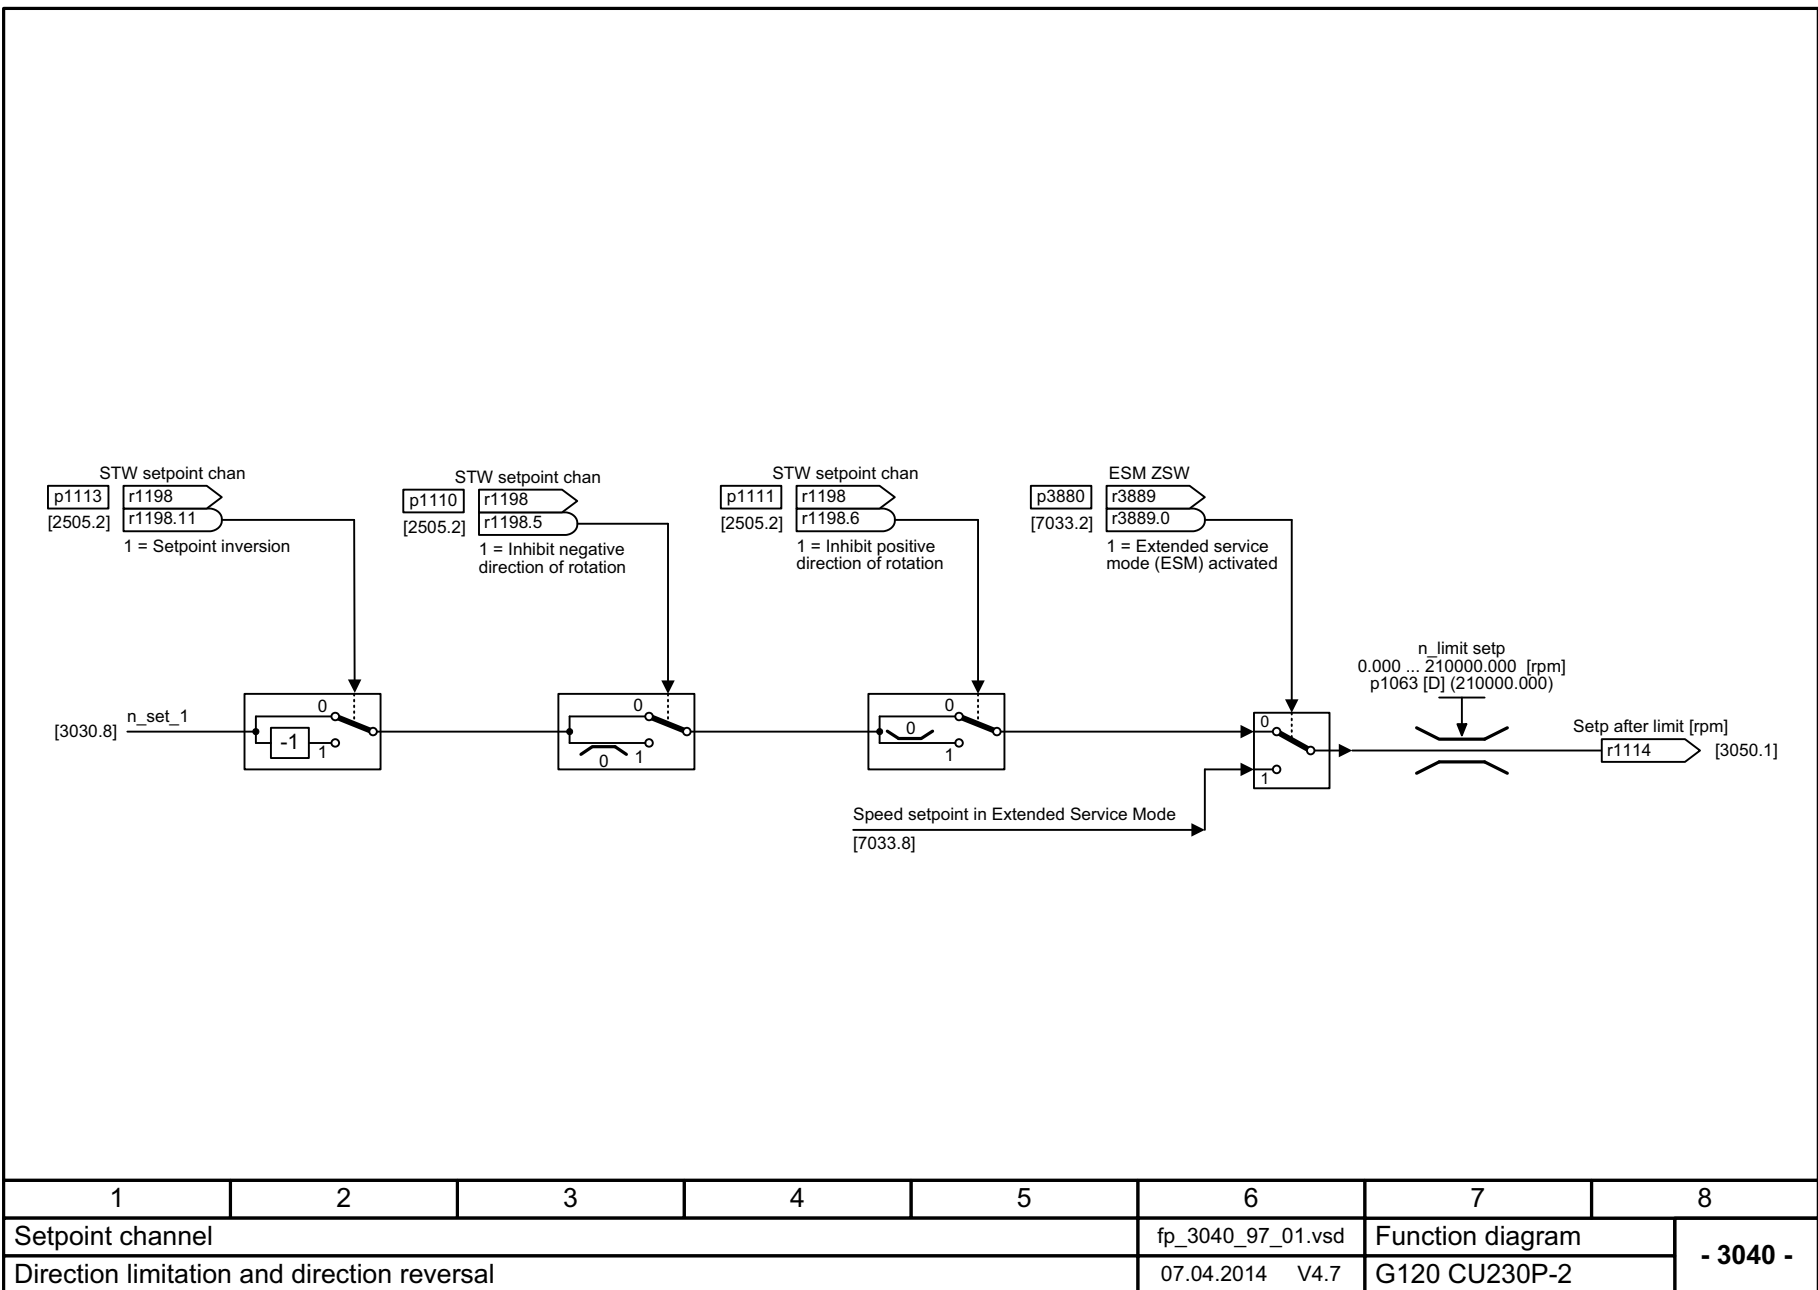 STW setpoint chan
p1113
r1198
[2505.2]
r1198.11
1 = Setpoint inversion
STW setpoint chan
p1110
r1198
[2505.2]
r1198.5
1 = Inhibit negative
direction of rotation
STW setpoint chan
p1111
r1198
[2505.2]
r1198.6
1 = Inhibit positive
direction of rotation
ESM ZSW
p3880
r3889
[7033.2]
r3889.0
1 = Extended service
mode (ESM) activated
n_limit setp
0.000 ... 210000.000 [rpm]
p1063 [D] (210000.000)
[3030.8]
n_set_1
0
-1
1
0
0
1
0
0
1
0
1
Setp after limit [rpm]
r1114
[3050.1]
Speed setpoint in Extended Service Mode
[7033.8]
1 2 3 4 5 6 7 8
Setpoint channel
fp_3040_97_01.vsd
Function diagram
- 3040 -
Direction limitation and direction reversal
07.04.2014 V4.7
G120 CU230P-2